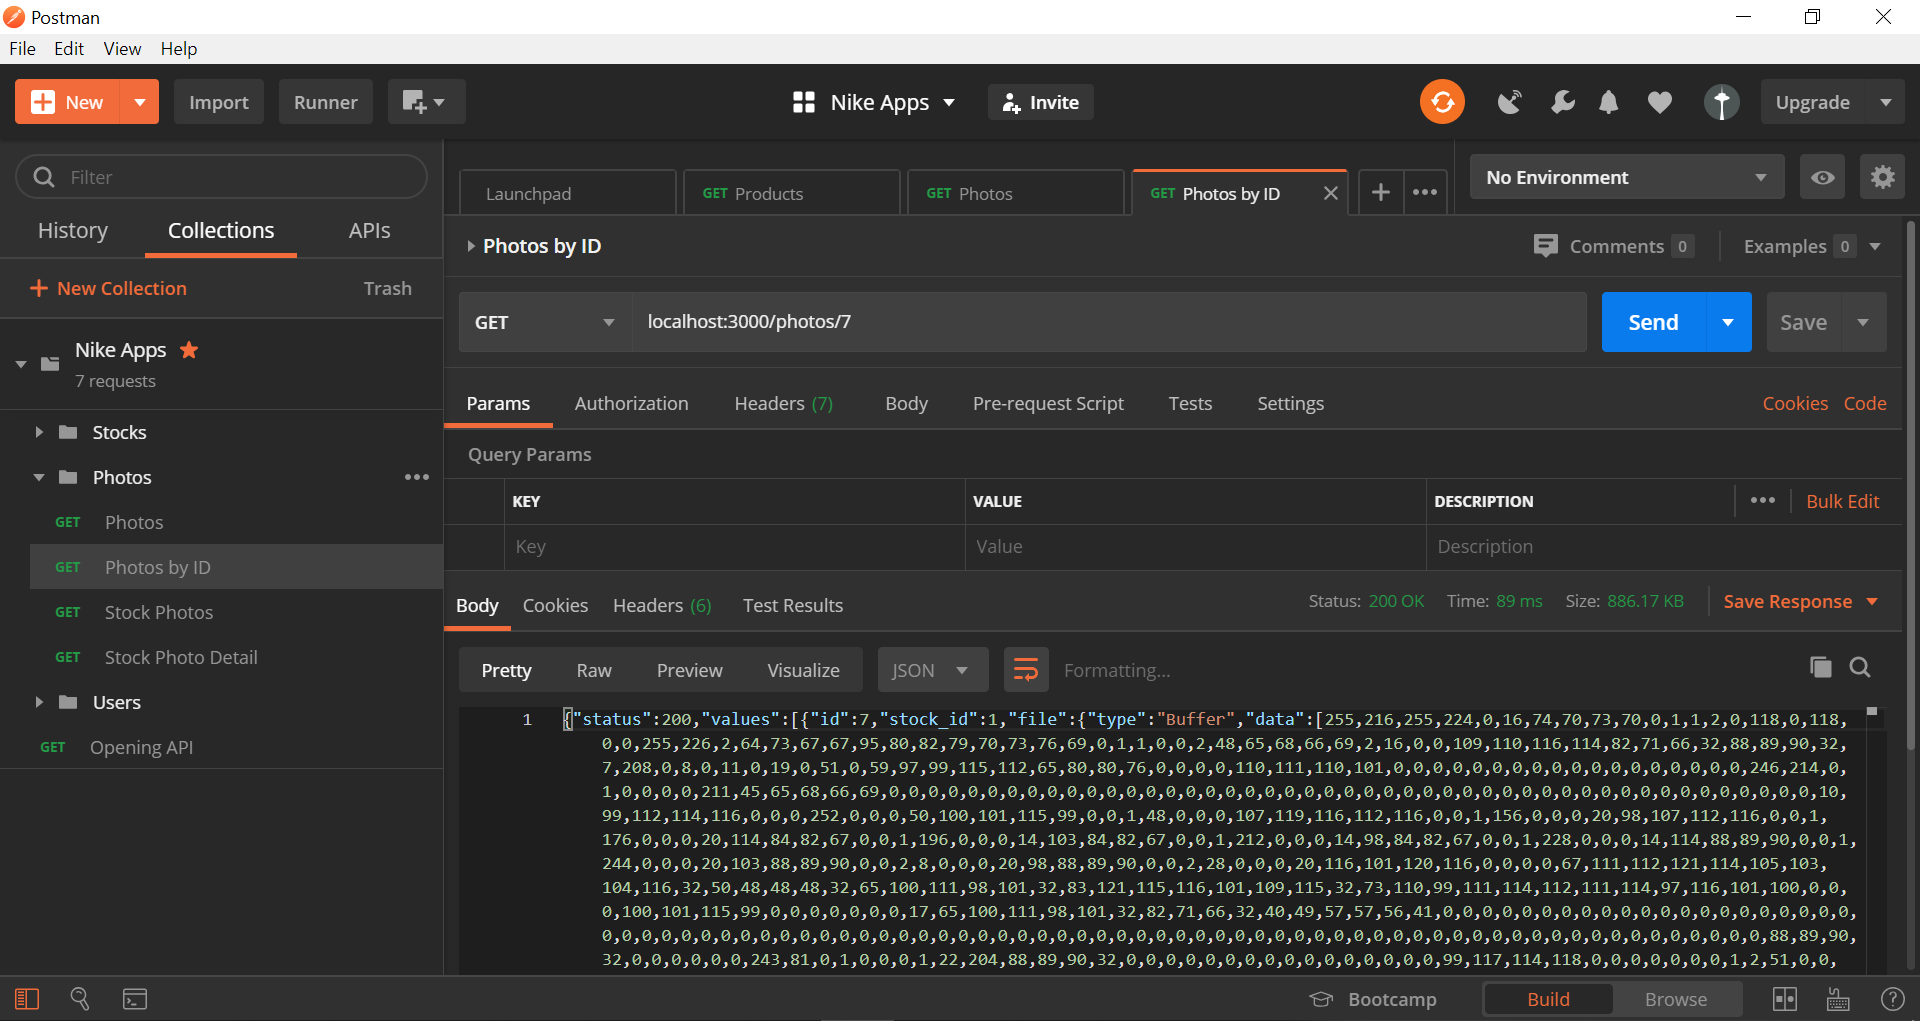 Postman
File Edit View Help
New Import Runner Nike Apps Invite Upgrade
Filter
History Collections APIs
New Collection Trash
Nike Apps
7 requests
Stocks
Photos
GET Photos
GET Photos by ID
GET Stock Photos
GET Stock Photo Detail
Users
GET Opening API
Launchpad GET Products GET Photos GET Photos by ID No Environment
Photos by ID Comments 0 Examples 0
GET localhost:3000/photos/7 Send Save
Params Authorization Headers (7) Body Pre-request Script Tests Settings Cookies Code
Query Params
KEY VALUE DESCRIPTION Bulk Edit
Key Value Description
Body Cookies Headers (6) Test Results Status: 200 OK Time: 89 ms Size: 886.17 KB Save Response
Pretty Raw Preview Visualize JSON Formatting...
1 {"status":200,"values":[{"id":7,"stock_id":1,"file":{"type":"Buffer","data":[255,216,255,224,0,16,74,70,73,70,0,1,1,2,0,118,0,118,
0,0,255,226,2,64,73,67,67,95,80,82,79,70,73,76,69,0,1,1,0,0,2,48,65,68,66,69,2,16,0,0,109,110,116,114,82,71,66,32,88,89,90,32,
7,208,0,8,0,11,0,19,0,51,0,59,97,99,115,112,65,80,80,76,0,0,0,0,110,111,110,101,0,0,0,0,0,0,0,0,0,0,0,0,0,0,0,0,0,0,246,214,0,
1,0,0,0,0,211,45,65,68,66,69,0,0,0,0,0,0,0,0,0,0,0,0,0,0,0,0,0,0,0,0,0,0,0,0,0,0,0,0,0,0,0,0,0,0,0,0,0,0,0,0,0,0,0,0,0,0,0,10,
99,112,114,116,0,0,0,252,0,0,0,50,100,101,115,99,0,0,1,48,0,0,0,107,119,116,112,116,0,0,1,156,0,0,0,20,98,107,112,116,0,0,1,
176,0,0,0,20,114,84,82,67,0,0,1,196,0,0,0,14,103,84,82,67,0,0,1,212,0,0,0,14,98,84,82,67,0,0,1,228,0,0,0,14,114,88,89,90,0,0,1,
244,0,0,0,20,103,88,89,90,0,0,2,8,0,0,0,20,98,88,89,90,0,0,2,28,0,0,0,20,116,101,120,116,0,0,0,0,67,111,112,121,114,105,103,
104,116,32,50,48,48,48,32,65,100,111,98,101,32,83,121,115,116,101,109,115,32,73,110,99,111,114,112,111,114,97,116,101,100,0,0,
0,100,101,115,99,0,0,0,0,0,0,0,17,65,100,111,98,101,32,82,71,66,32,40,49,57,57,56,41,0,0,0,0,0,0,0,0,0,0,0,0,0,0,0,0,0,0,0,0,0,
0,0,0,0,0,0,0,0,0,0,0,0,0,0,0,0,0,0,0,0,0,0,0,0,0,0,0,0,0,0,0,0,0,0,0,0,0,0,0,0,0,0,0,0,0,0,0,0,0,0,0,0,0,0,0,0,0,0,0,88,89,90,
32,0,0,0,0,0,0,243,81,0,1,0,0,0,1,22,204,88,89,90,32,0,0,0,0,0,0,0,0,0,0,0,0,0,0,0,0,99,117,114,118,0,0,0,0,0,0,0,1,2,51,0,0,
Bootcamp Build Browse